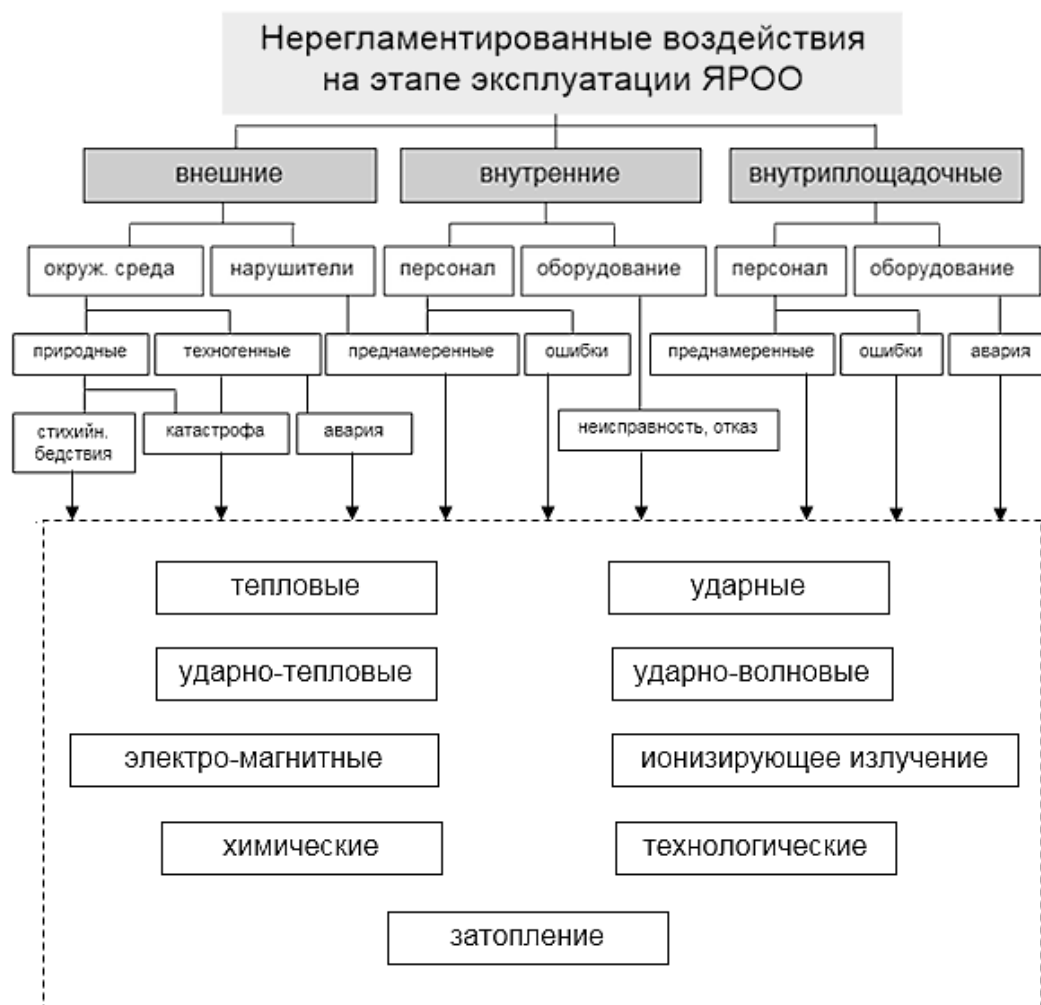 Нерегламентированные воздействия
на этапе эксплуатации ЯРОО
внешние
внутренние
внутриплощадочные
окруж. среда
нарушители
персонал
оборудование
персонал
оборудование
природные
техногенные
преднамеренные
ошибки
преднамеренные
ошибки
авария
стихийн.
бедствия
катастрофа
авария
неисправность, отказ
тепловые
ударные
ударно-тепловые
ударно-волновые
электро-магнитные
ионизирующее излучение
химические
технологические
затопление